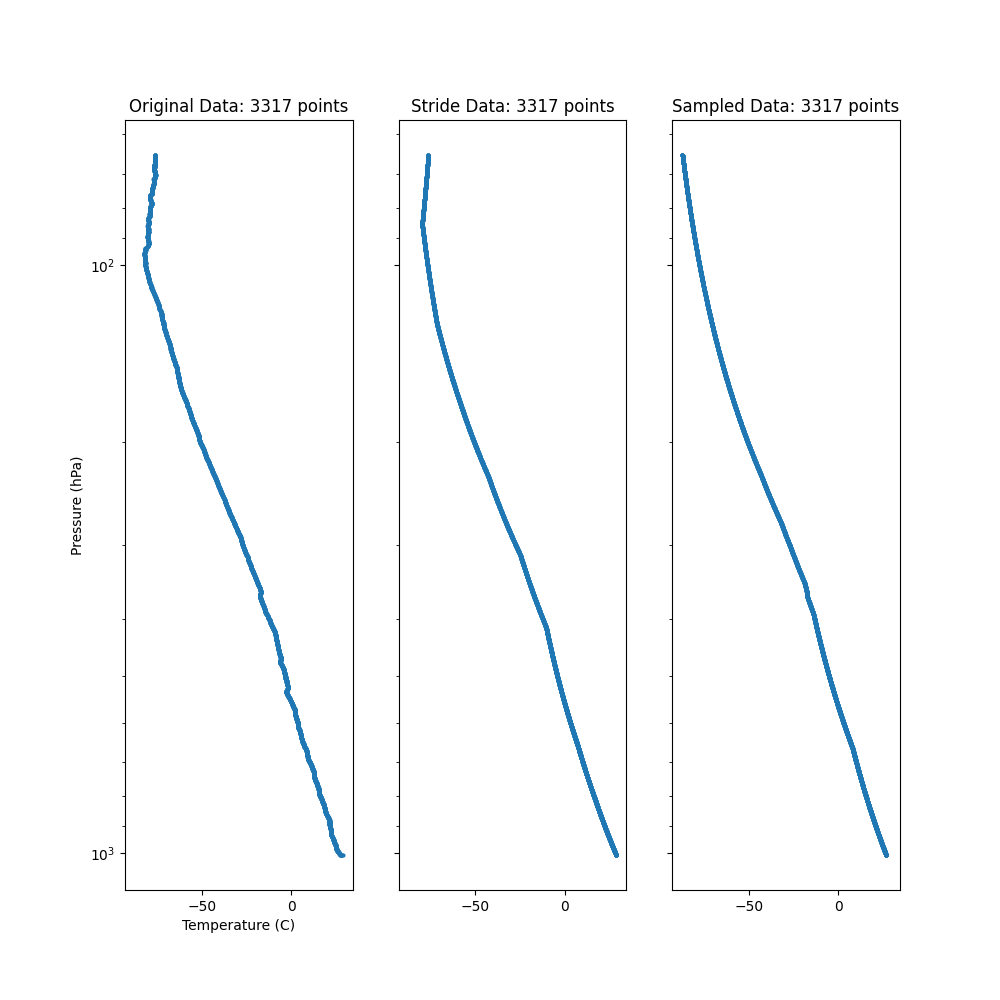 Original Data: 3317 points
Stride Data: 3317 points
Sampled Data: 3317 points
10²
10³
Pressure (hPa)
−50 0
−50 0
−50 0
Temperature (C)